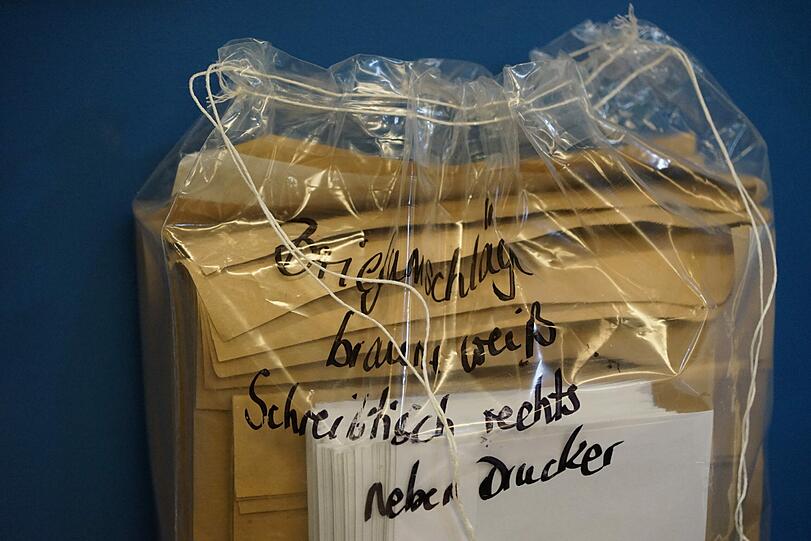 Briefumschläge
braun, weiß
Schreibtisch rechts
neben Drucker